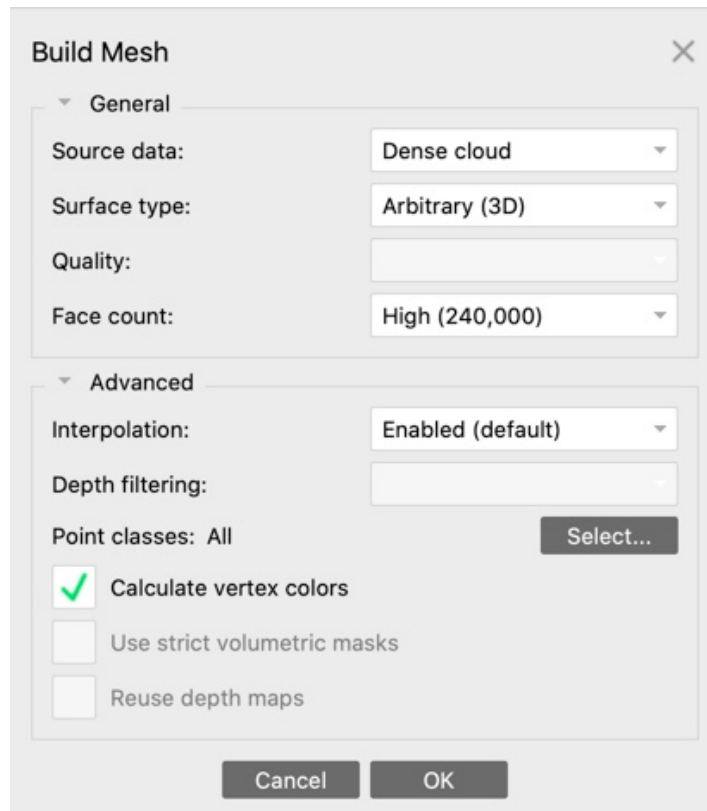 Build Mesh
General
Source data: Dense cloud
Surface type: Arbitrary (3D)
Quality:
Face count: High (240,000)
Advanced
Interpolation: Enabled (default)
Depth filtering:
Point classes: All Select...
Calculate vertex colors
Use strict volumetric masks
Reuse depth maps
Cancel OK